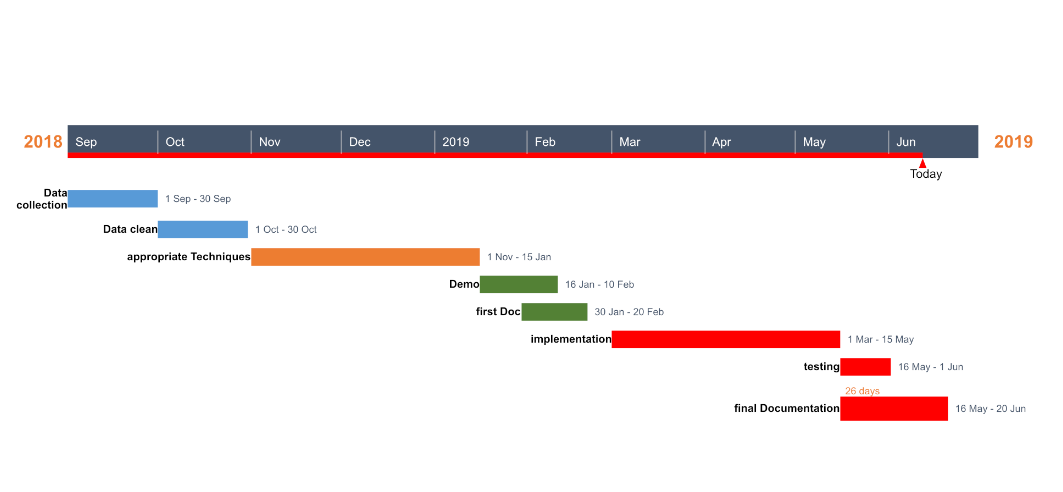 2018 Sep Oct Nov Dec 2019 Feb Mar Apr May Jun 2019
Today
Data
collection 1 Sep - 30 Sep
Data clean 1 Oct - 30 Oct
appropriate Techniques 1 Nov - 15 Jan
Demo 16 Jan - 10 Feb
first Doc 30 Jan - 20 Feb
implementation 1 Mar - 15 May
testing 16 May - 1 Jun
26 days
final Documentation 16 May - 20 Jun